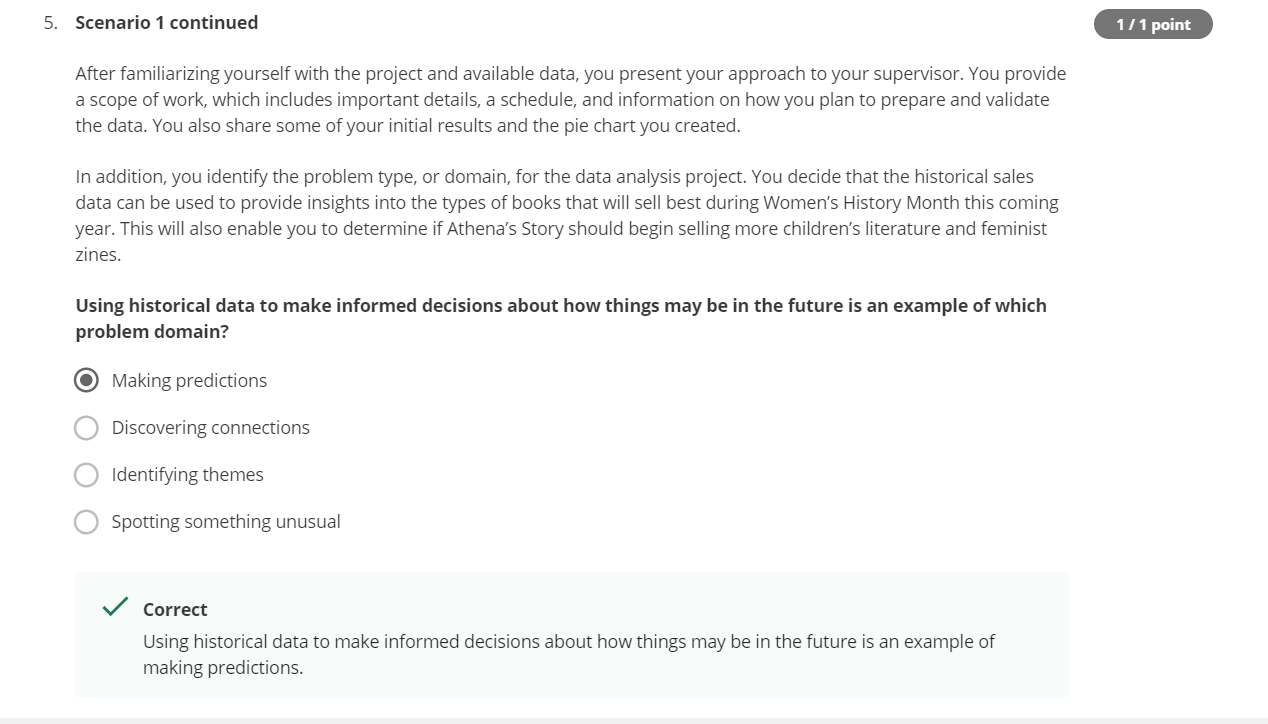 5. Scenario 1 continued
1 / 1 point
After familiarizing yourself with the project and available data, you present your approach to your supervisor. You provide
a scope of work, which includes important details, a schedule, and information on how you plan to prepare and validate
the data. You also share some of your initial results and the pie chart you created.
In addition, you identify the problem type, or domain, for the data analysis project. You decide that the historical sales
data can be used to provide insights into the types of books that will sell best during Women’s History Month this coming
year. This will also enable you to determine if Athena’s Story should begin selling more children’s literature and feminist
zines.
Using historical data to make informed decisions about how things may be in the future is an example of which
problem domain?
Making predictions
Discovering connections
Identifying themes
Spotting something unusual
Correct
Using historical data to make informed decisions about how things may be in the future is an example of
making predictions.